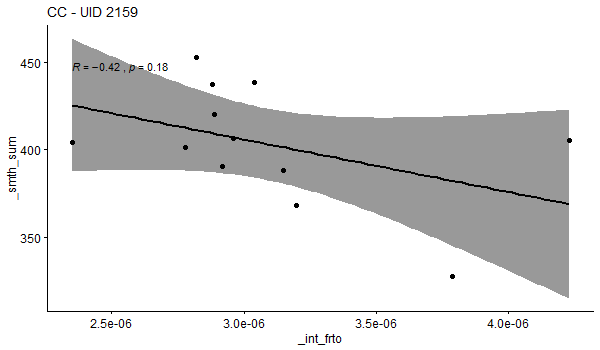 CC - UID 2159
R = −0.42 , p = 0.18
450
400
350
_smth_sum
2.5e-06
3.0e-06
3.5e-06
4.0e-06
_int_frto